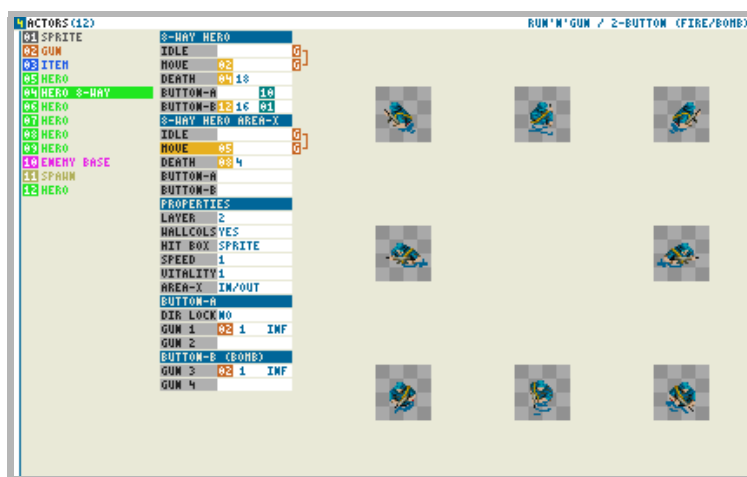 4 ACTORS(12) RUN'N'GUN / 2-BUTTON (FIRE/BOMB)
01 SPRITE
02 GUN
03 ITEM
05 HERO
04 HERO 8-WAY
06 HERO
07 HERO
08 HERO
09 HERO
10 ENEMY BASE
11 SPAWN
12 HERO
8-WAY HERO
IDLE G
MOVE 02 G
DEATH 04 18
BUTTON-A 10
BUTTON-B 12 16 01
8-WAY HERO AREA-X
IDLE G
MOVE 05 G
DEATH 08 4
BUTTON-A
BUTTON-B
PROPERTIES
LAYER 2
WALLCOLS YES
HIT BOX SPRITE
SPEED 1
VITALITY 1
AREA-X IN/OUT
BUTTON-A
DIR LOCK NO
GUN 1 02 1 INF
GUN 2
BUTTON-B (BOMB)
GUN 3 02 1 INF
GUN 4